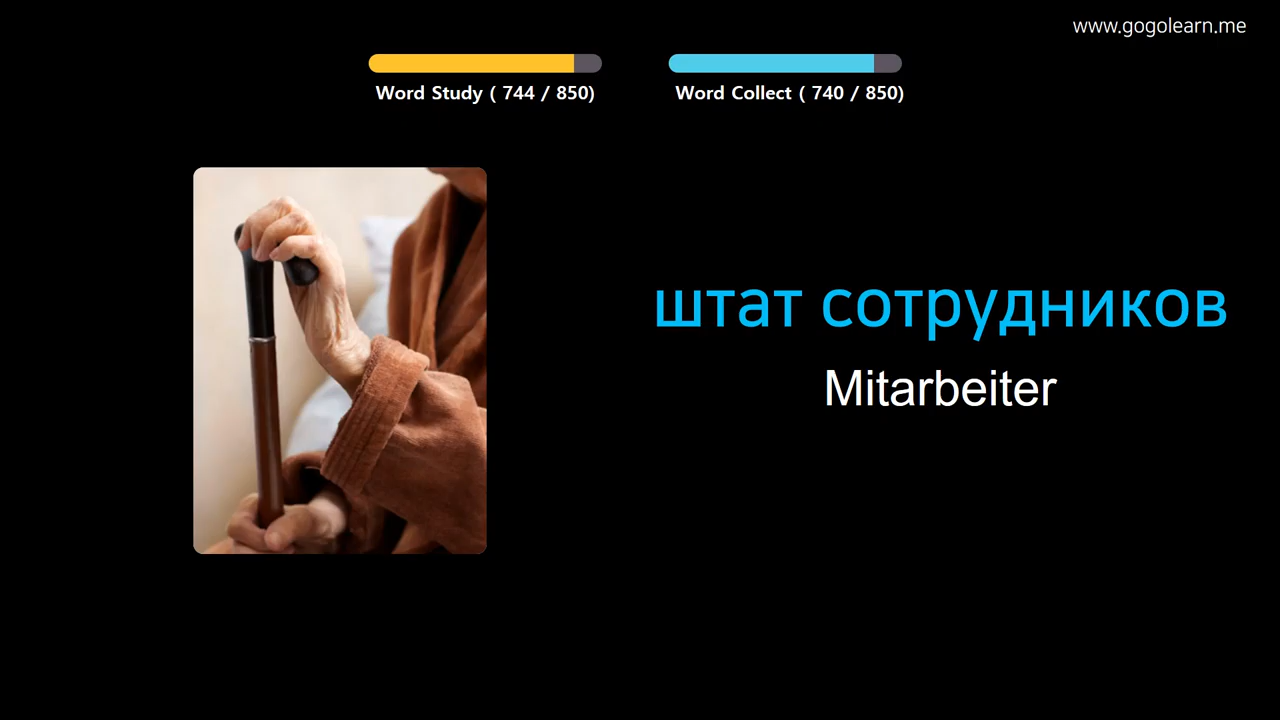 www.gogolearn.me
Word Study ( 744 / 850)
Word Collect ( 740 / 850)
штат сотрудников
Mitarbeiter